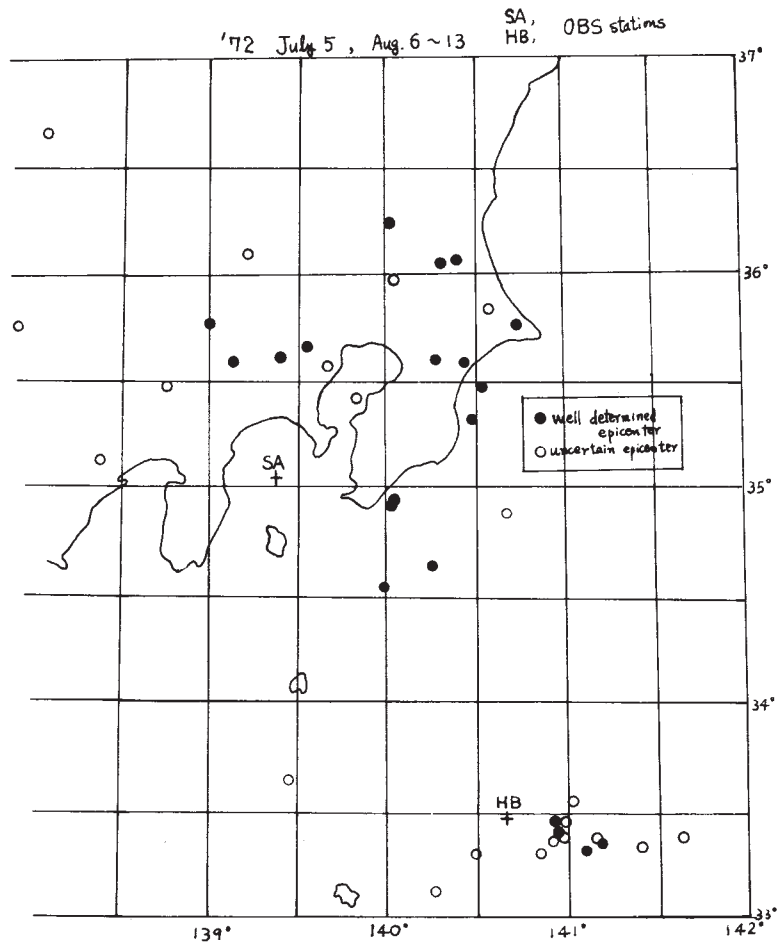 SA,
HB,
OBS stations
'72 July 5, Aug. 6~13
37°
36°
well determined
epicenter
uncertain epicenter
SA
35°
34°
HB
33°
139°
140°
141°
142°